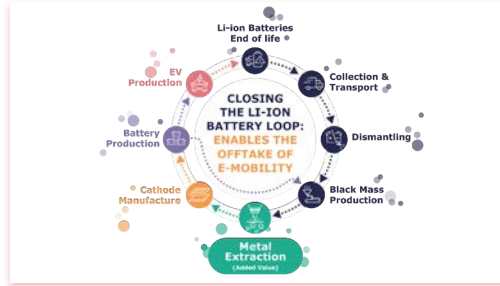 Li-ion Batteries
End of life
Collection &
Transport
Dismantling
Black Mass
Production
Metal
Extraction
(Added Value)
Cathode
Manufacture
Battery
Production
EV
Production
CLOSING
THE LI-ION
BATTERY LOOP:
ENABLES THE
OFFTAKE OF
E-MOBILITY